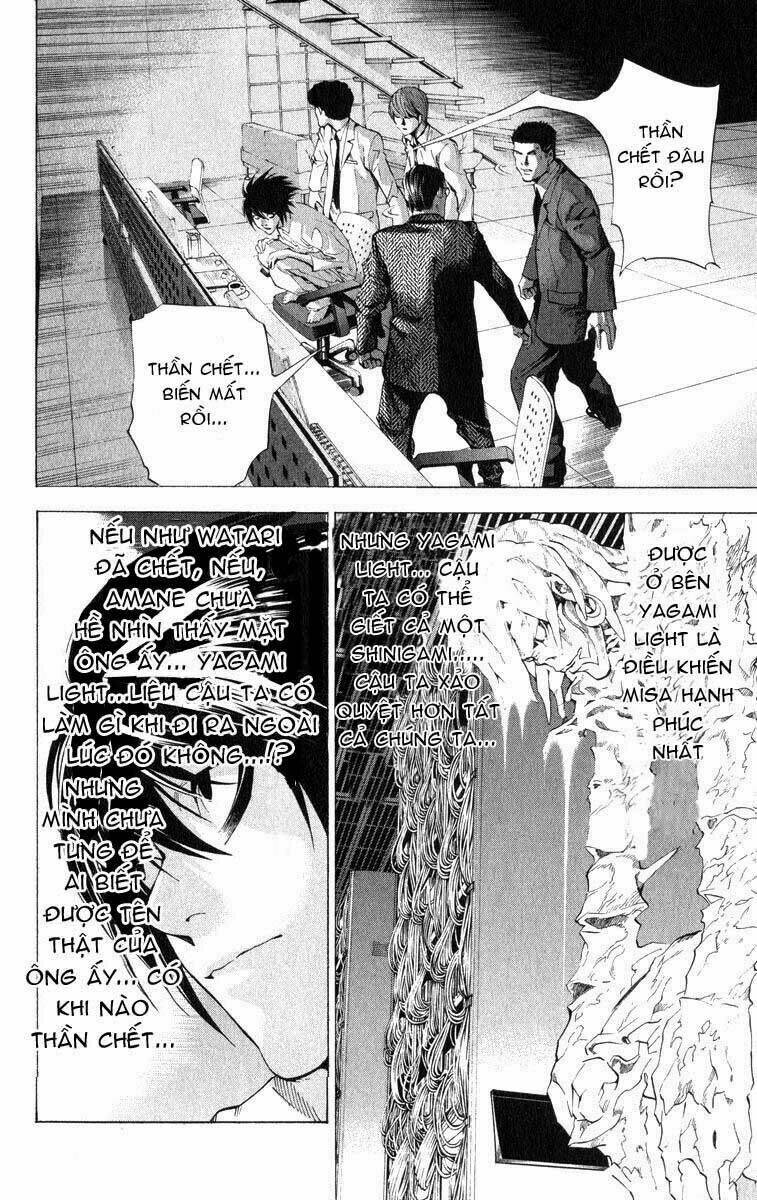 THẦN
CHẾT ĐÂU
RỒI?
THẦN CHẾT...
BIẾN MẤT
RỒI...
ĐƯỢC
Ở BÊN
YAGAMI
LIGHT LÀ
ĐIỀU KHIẾN
MISA HẠNH
PHÚC
NHẤT
NHƯNG YAGAMI
LIGHT... CẬU
TA CÓ THỂ
GIẾT CẢ MỘT
SHINIGAMI.....
CẬU TA XẢO
QUYỆT HƠN TẤT
CẢ CHÚNG TA...
NẾU NHƯ WATARI
ĐÃ CHẾT, NẾU,
AMANE CHƯA
HỀ NHÌN THẤY MẶT
ÔNG ẤY... YAGAMI
LIGHT...LIỆU CẬU TA CÓ
LÀM GÌ KHI ĐI RA NGOÀI
LÚG ĐÓ KHÔNG...!?
NHƯNG
MÌNH CHƯA
TỪNG ĐỂ
AI BIẾT
ĐƯỢC TÊN
THẬT CỦA
ÔNG ẤY... CÓ
KHI NÀO
THẦN CHẾT...